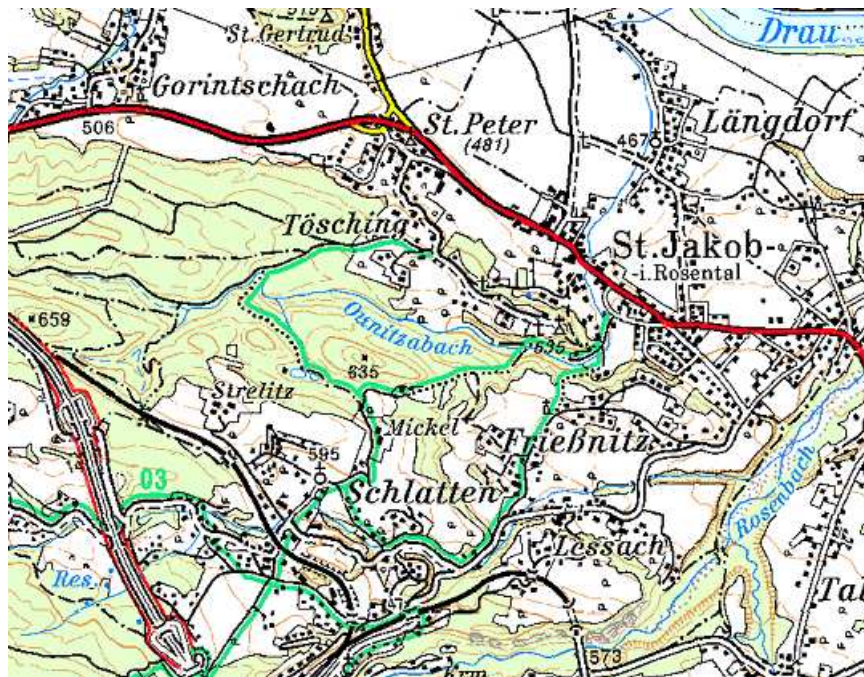 St. Gertrud
Drau
Gorintschach
506
St. Peter
(481)
467
Längdorf
Tösching
St. Jakob
i. Rosental
659
635
635
Strelitz
Mickel
Frießnitz
595
03
Schlatten
Rosenbach
Lessach
Res.
573